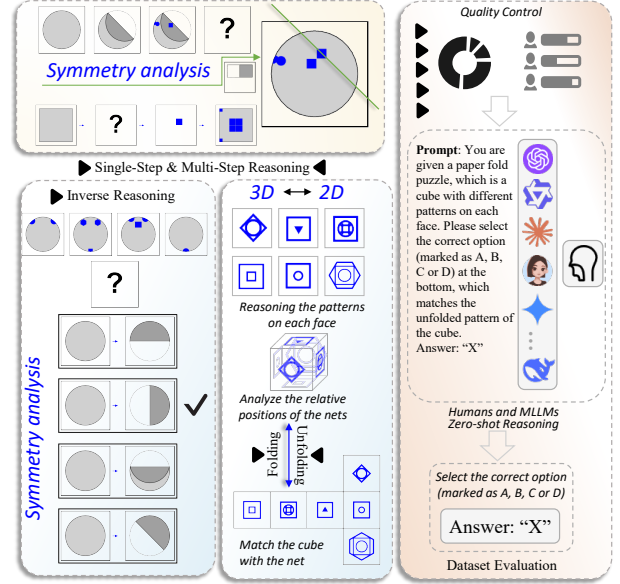 ?
Symmetry analysis
?
Single-Step & Multi-Step Reasoning
Inverse Reasoning
?
Symmetry analysis
3D
2D
Reasoning the patterns
on each face
Analyze the relative
positions of the nets
Folding
Unfolding
Match the cube
with the net
Quality Control
Prompt: You are
given a paper fold
puzzle, which is a
cube with different
patterns on each
face. Please select
the correct option
(marked as A, B,
C or D) at the
bottom, which
matches the
unfolded pattern of
the cube.
Answer: “X”
Humans and MLLMs
Zero-shot Reasoning
Select the correct option
(marked as A, B, C or D)
Answer: “X”
Dataset Evaluation